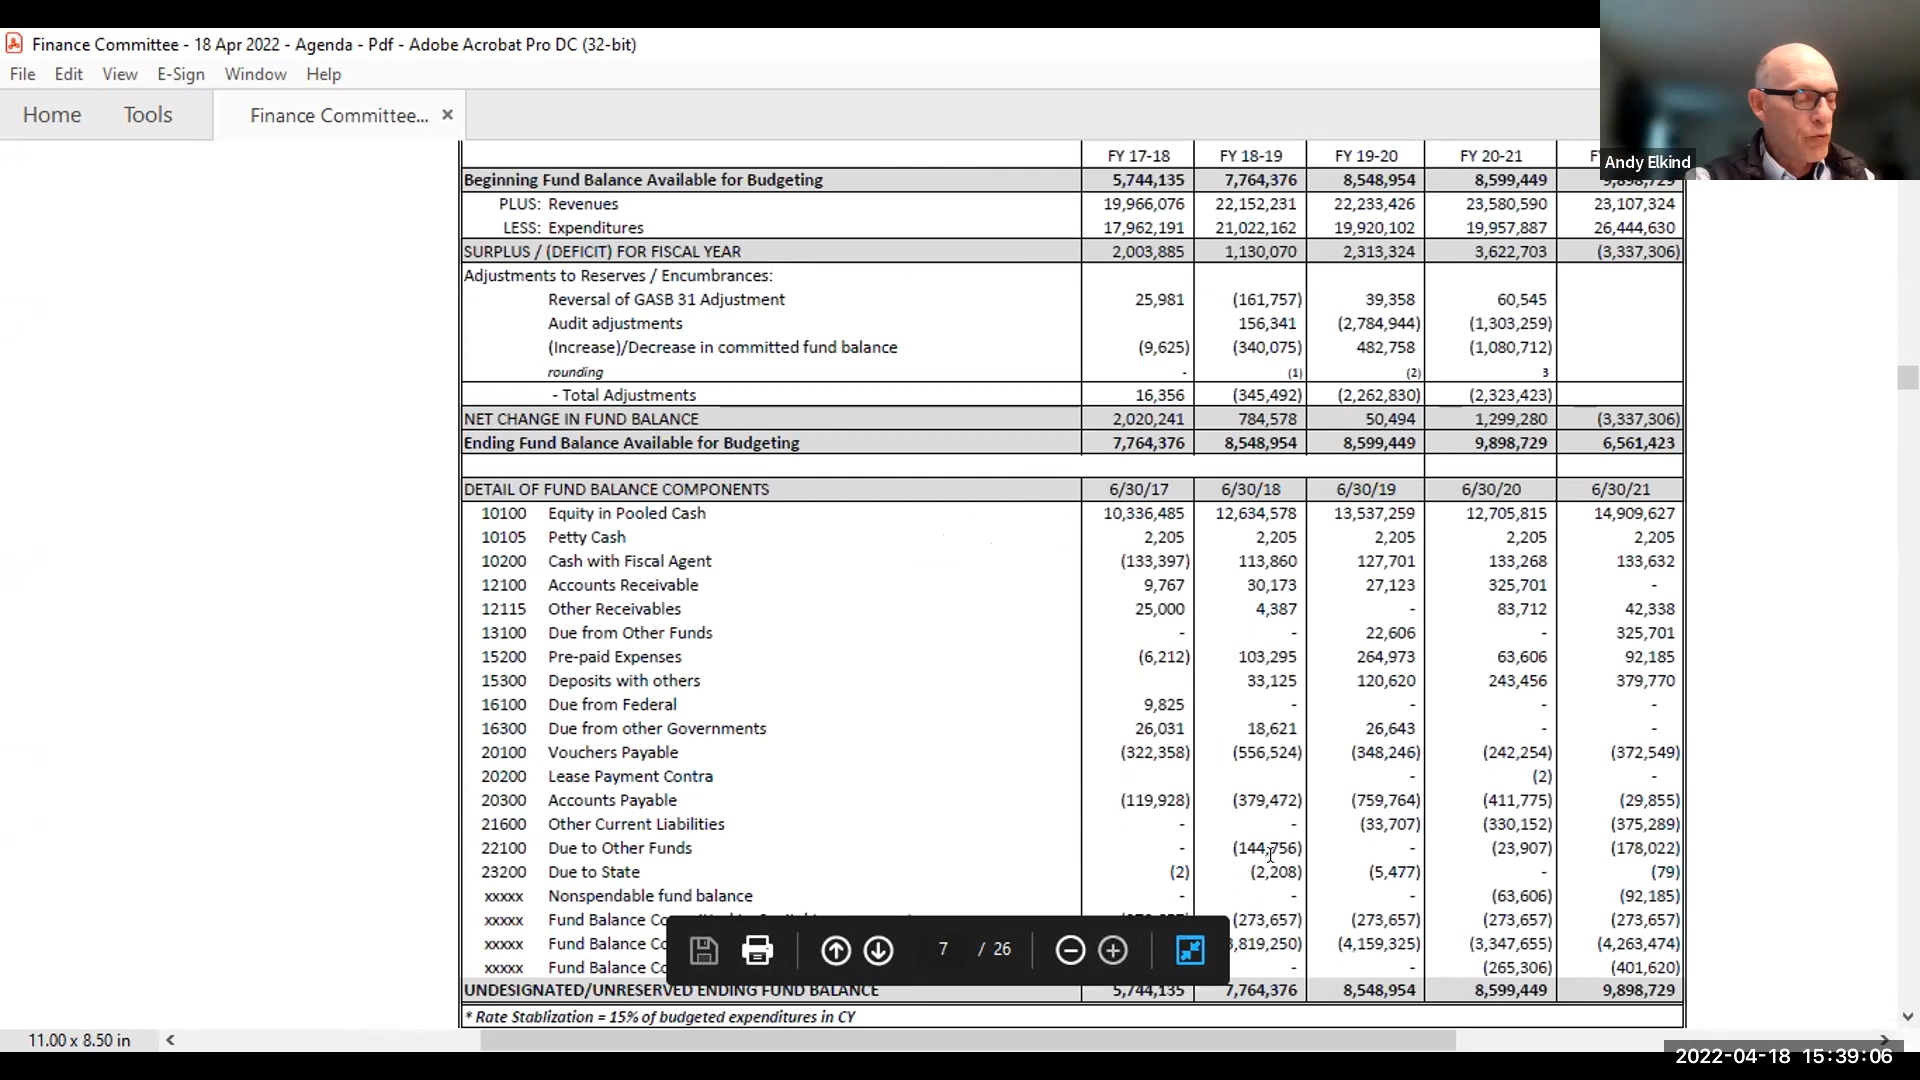 Finance Committee - 18 Apr 2022 - Agenda - Pdf - Adobe Acrobat Pro DC (32-bit)
File Edit View E-Sign Window Help
Home Tools Finance Committee... ×
Andy Elkind
FY 17-18 FY 18-19 FY 19-20 FY 20-21
Beginning Fund Balance Available for Budgeting 5,744,135 7,764,376 8,548,954 8,599,449 9,898,729
PLUS: Revenues 19,966,076 22,152,231 22,233,426 23,580,590 23,107,324
LESS: Expenditures 17,962,191 21,022,162 19,920,102 19,957,887 26,444,630
SURPLUS / (DEFICIT) FOR FISCAL YEAR 2,003,885 1,130,070 2,313,324 3,622,703 (3,337,306)
Adjustments to Reserves / Encumbrances:
Reversal of GASB 31 Adjustment 25,981 (161,757) 39,358 60,545
Audit adjustments 156,341 (2,784,944) (1,303,259)
(Increase)/Decrease in committed fund balance (9,625) (340,075) 482,758 (1,080,712)
rounding - (1) (2) 3
- Total Adjustments 16,356 (345,492) (2,262,830) (2,323,423)
NET CHANGE IN FUND BALANCE 2,020,241 784,578 50,494 1,299,280 (3,337,306)
Ending Fund Balance Available for Budgeting 7,764,376 8,548,954 8,599,449 9,898,729 6,561,423
DETAIL OF FUND BALANCE COMPONENTS 6/30/17 6/30/18 6/30/19 6/30/20 6/30/21
10100 Equity in Pooled Cash 10,336,485 12,634,578 13,537,259 12,705,815 14,909,627
10105 Petty Cash 2,205 2,205 2,205 2,205 2,205
10200 Cash with Fiscal Agent (133,397) 113,860 127,701 133,268 133,632
12100 Accounts Receivable 9,767 30,173 27,123 325,701 -
12115 Other Receivables 25,000 4,387 - 83,712 42,338
13100 Due from Other Funds - - 22,606 - 325,701
15200 Pre-paid Expenses (6,212) 103,295 264,973 63,606 92,185
15300 Deposits with others 33,125 120,620 243,456 379,770
16100 Due from Federal 9,825 - - - -
16300 Due from other Governments 26,031 18,621 26,643 - -
20100 Vouchers Payable (322,358) (556,524) (348,246) (242,254) (372,549)
20200 Lease Payment Contra - (2) -
20300 Accounts Payable (119,928) (379,472) (759,764) (411,775) (29,855)
21600 Other Current Liabilities - - (33,707) (330,152) (375,289)
22100 Due to Other Funds - (144,756) - (23,907) (178,022)
23200 Due to State (2) (2,208) (5,477) - (79)
xxxxx Nonspendable fund balance - - - (63,606) (92,185)
xxxxx Fund Balance (273,657) (273,657) (273,657) (273,657)
xxxxx Fund Balance (4,159,325) (3,347,655) (4,263,474)
xxxxx Fund Balance - - (265,306) (401,620)
7 / 26
UNDESIGNATED/UNRESERVED ENDING FUND BALANCE 5,744,135 7,764,376 8,548,954 8,599,449 9,898,729
* Rate Stablization = 15% of budgeted expenditures in CY
11.00 x 8.50 in
2022-04-18 15:39:06